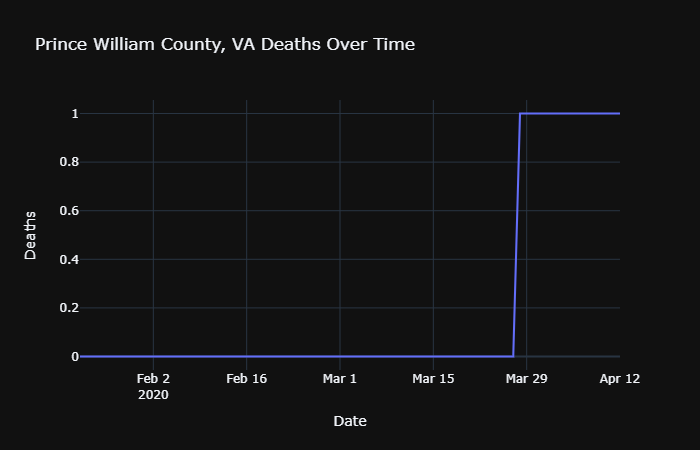 Prince William County, VA Deaths Over Time
Deaths
1
0.8
0.6
0.4
0.2
0
Feb 2
2020
Feb 16
Mar 1
Mar 15
Mar 29
Apr 12
Date